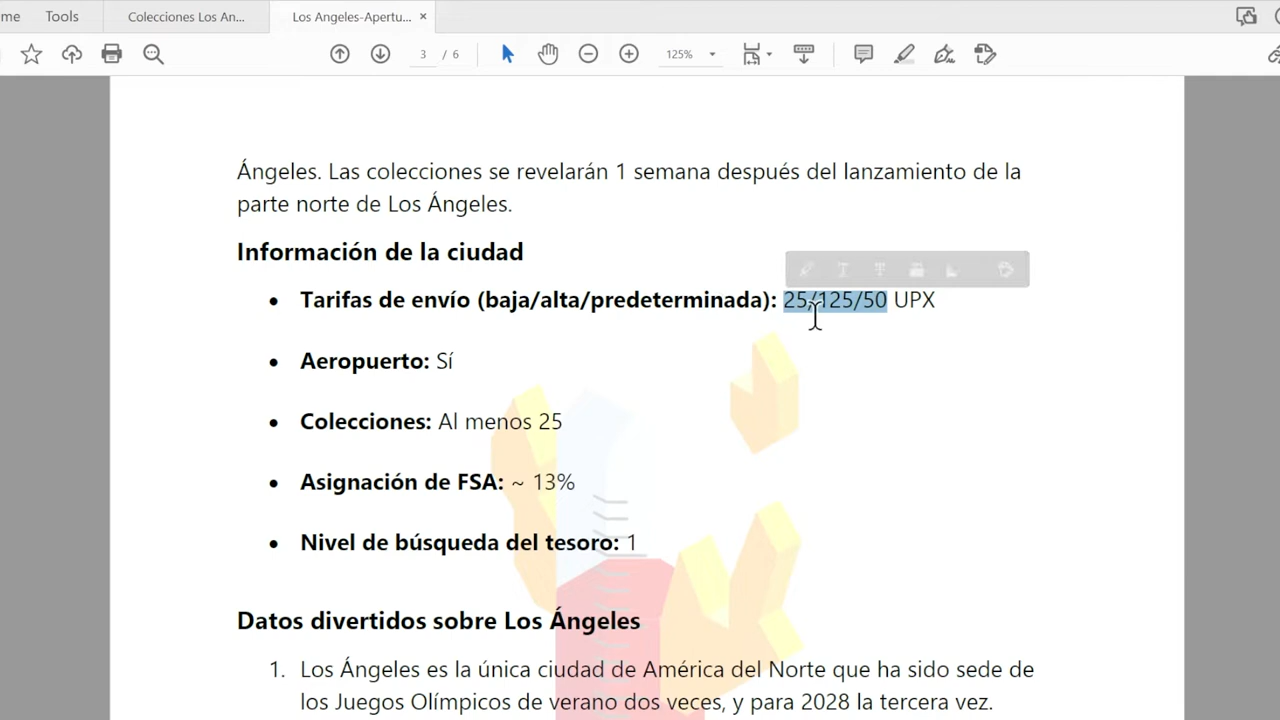 me Tools Colecciones Los An... Los Angeles-Apertu... ×
3 / 6 125%
Ángeles. Las colecciones se revelarán 1 semana después del lanzamiento de la
parte norte de Los Ángeles.
Información de la ciudad
• Tarifas de envío (baja/alta/predeterminada): 25/125/50 UPX
• Aeropuerto: Sí
• Colecciones: Al menos 25
• Asignación de FSA: ~ 13%
• Nivel de búsqueda del tesoro: 1
Datos divertidos sobre Los Ángeles
1. Los Ángeles es la única ciudad de América del Norte que ha sido sede de
los Juegos Olímpicos de verano dos veces, y para 2028 la tercera vez.